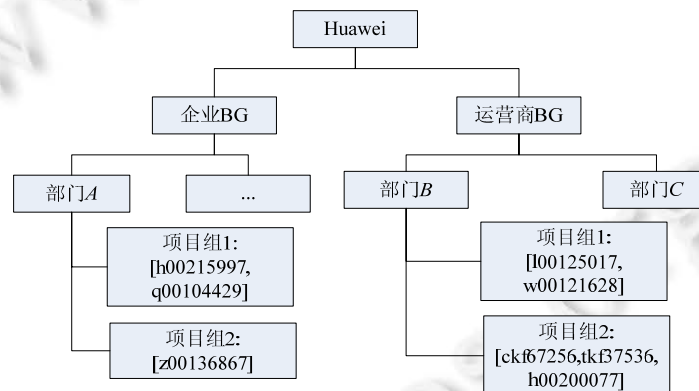 Huawei
企业BG
运营商BG
部门A
...
部门B
部门C
项目组1:
[h00215997,
q00104429]
项目组2:
[z00136867]
项目组1:
[l00125017,
w00121628]
项目组2:
[ckf67256,tkf37536,
h00200077]